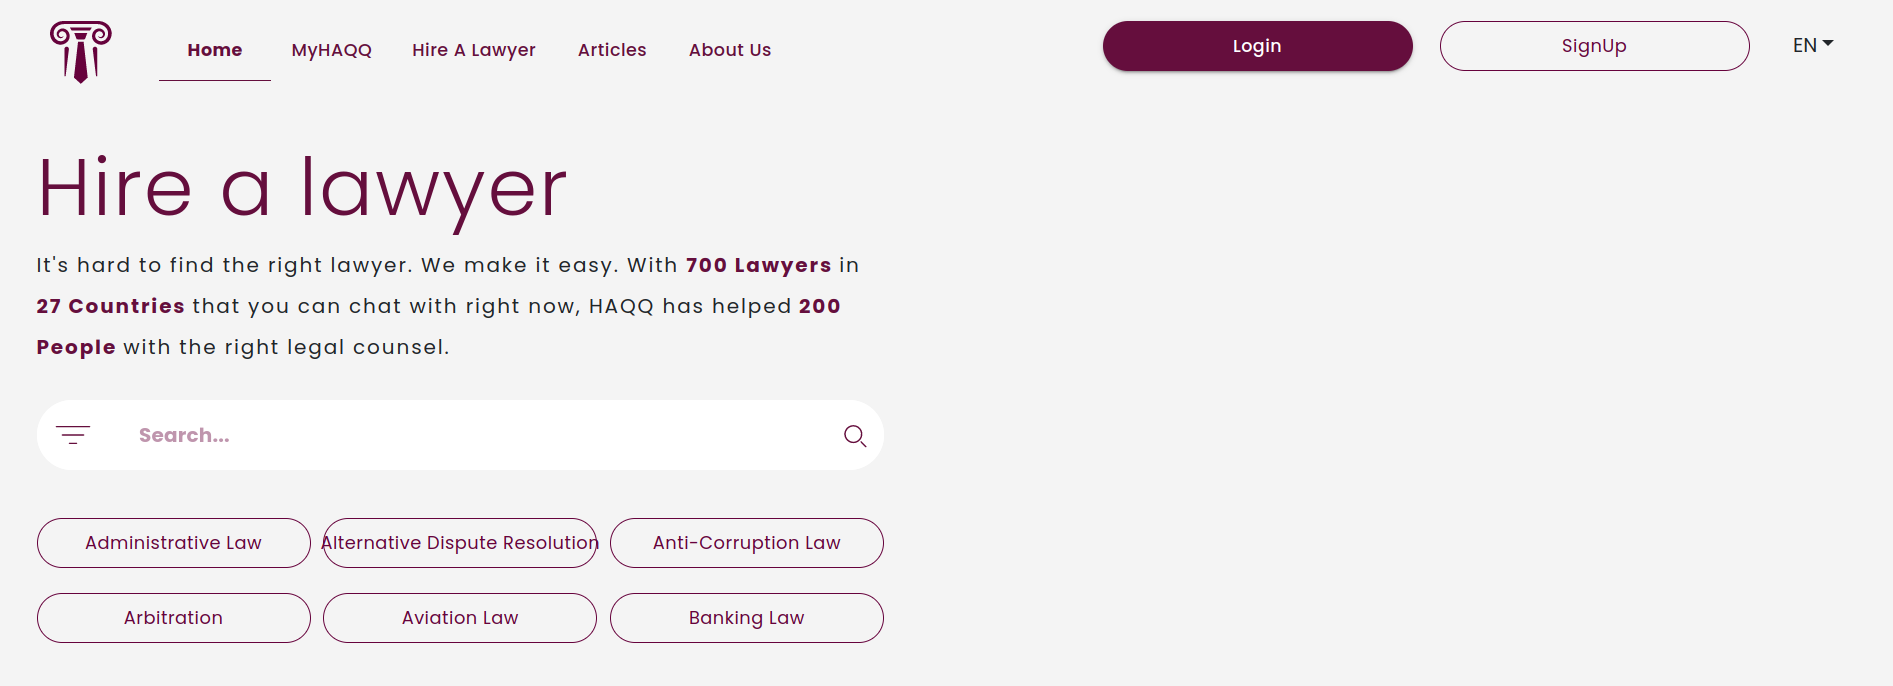 Home MyHAQQ Hire A Lawyer Articles About Us Login SignUp EN
Hire a lawyer
It's hard to find the right lawyer. We make it easy. With 700 Lawyers in
27 Countries that you can chat with right now, HAQQ has helped 200
People with the right legal counsel.
Search...
Administrative Law Alternative Dispute Resolution Anti-Corruption Law
Arbitration Aviation Law Banking Law